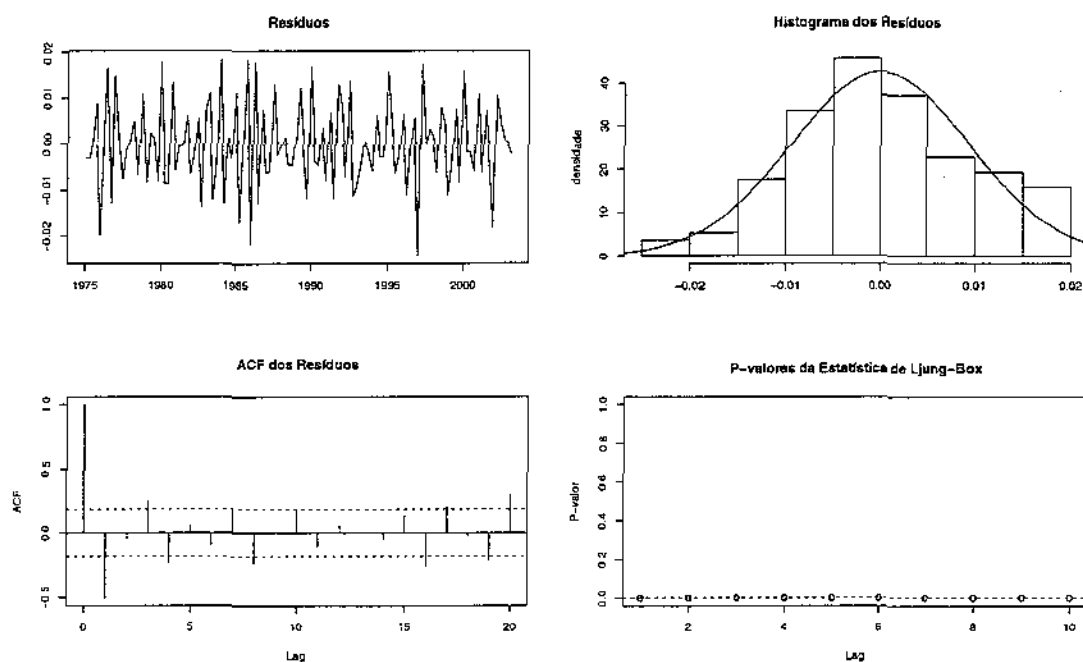 Resíduos
0.02
0.01
0.00
-0.01
-0.02
1975 1980 1985 1990 1995 2000
Histograma dos Resíduos
densidade
40
30
20
10
0
-0.02 -0.01 0.00 0.01 0.02
ACF dos Resíduos
ACF
1.0
0.5
0.0
-0.5
0 5 10 15 20
Lag
P-valores da Estatística de Ljung-Box
P-valor
1.0
0.8
0.6
0.4
0.2
0.0
2 4 6 8 10
Lag